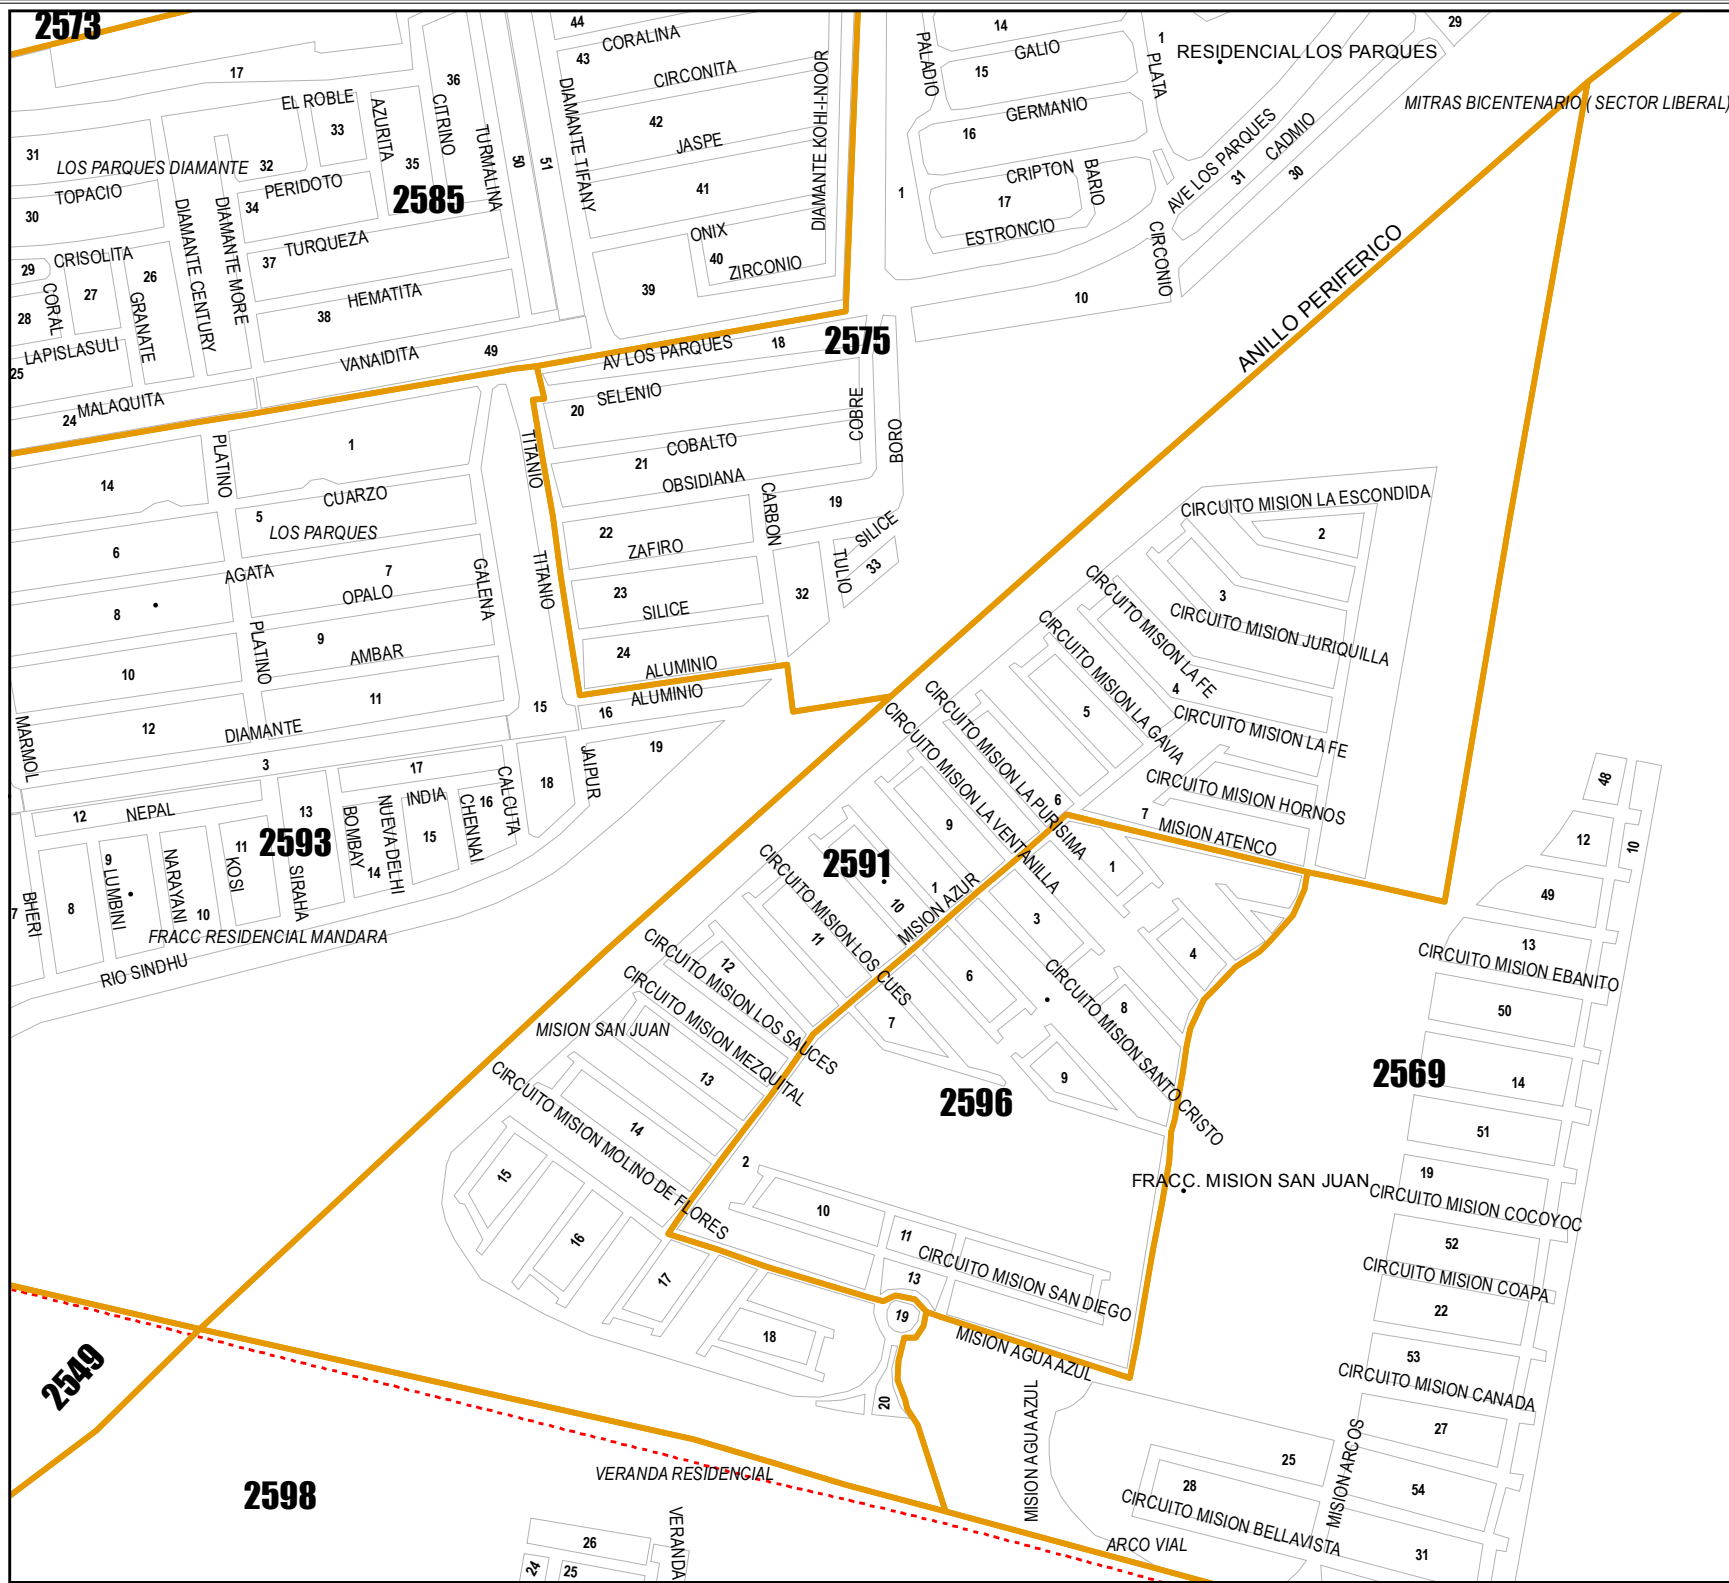 2573
44
CORALINA
14
GALIO
1
29
RESIDENCIAL LOS PARQUES
43
CIRCONITA
17
36
PALADIO
15
PLATA
DIAMANTE KOHI-I-NOOR
EL ROBLE
AZURITA
CITRINO
DIAMANTE TIFANY
GERMANIO
MITRAS BICENTENARIO ( SECTOR LIBERAL)
33
42
16
TURMALINA
JASPE
AVE LOS PARQUES
CADMIO
31
LOS PARQUES DIAMANTE
32
35
50
51
CRIPTON
BARIO
31
30
TOPACIO
PERIDOTO
2585
41
1
17
30
34
DIAMANTE CENTURY
DIAMANTE MORE
ONIX
ESTRONCIO
CIRCONIO
TURQUEZA
CRISOLITA
37
40
ZIRCONIO
29
27
26
CORAL
GRANATE
HEMATITA
39
10
ANILLO PERIFERICO
28
38
LAPISLASULI
VANAIDITA
49
AV LOS PARQUES
18
2575
25
MALAQUITA
24
20
SELENIO
COBRE
BORO
PLATINO
1
TITANIO
COBALTO
21
OBSIDIANA
14
CUARZO
5
LOS PARQUES
CARBON
19
CIRCUITO MISION LA ESCONDIDA
2
6
22
ZAFIRO
SILICE
AGATA
7
OPALO
GALENA
TITANIO
TULIO
33
8
23
SILICE
32
CIRCUITO MISION LA FE
3
CIRCUITO MISION JURIQUILLA
PLATINO
9
AMBAR
24
ALUMINIO
CIRCUITO MISION LA GAVIA
10
11
15
16
ALUMINIO
CIRCUITO MISION LA PURISIMA
4
5
CIRCUITO MISION LA FE
12
DIAMANTE
MARMOL
CIRCUITO MISION LA VENTANILLA
3
17
18
JAIPUR
19
CIRCUITO MISION HORNOS
48
12
NEPAL
13
INDIA
16
CALCUTA
6
7
MISION ATENCO
BOMBAY
NUEVA DELHI
15
CHENNAI
9
12
10
9
11
2593
2591
1
LUMBINI
NARAYANI
KOSI
SIRAHA
14
CIRCUITO MISION LOS CUES
10
1
MISION AZUR
49
BHERI
7
8
10
11
3
13
FRACC RESIDENCIAL MANDARA
CIRCUITO MISION LOS SAUCES
12
4
CIRCUITO MISION EBANITO
RIO SINDHU
CIRCUITO MISION MEZQUITAL
6
CIRCUITO MISION SANTO CRISTO
8
50
MISION SAN JUAN
7
13
9
2569
14
CIRCUITO MISION MOLINO DE FLORES
2596
14
51
15
2
FRACC. MISION SAN JUAN
19
CIRCUITO MISION COCOYOC
10
16
11
52
CIRCUITO MISION SAN DIEGO
CIRCUITO MISION COAPA
17
13
22
19
18
MISION AGUA AZUL
53
CIRCUITO MISION CANADA
2549
20
MISION AGUA AZUL
MISION ARCOS
27
25
VERANDA RESIDENCIAL
28
54
2598
CIRCUITO MISION BELLAVISTA
VERANDA
26
ARCO VIAL
31
24
25